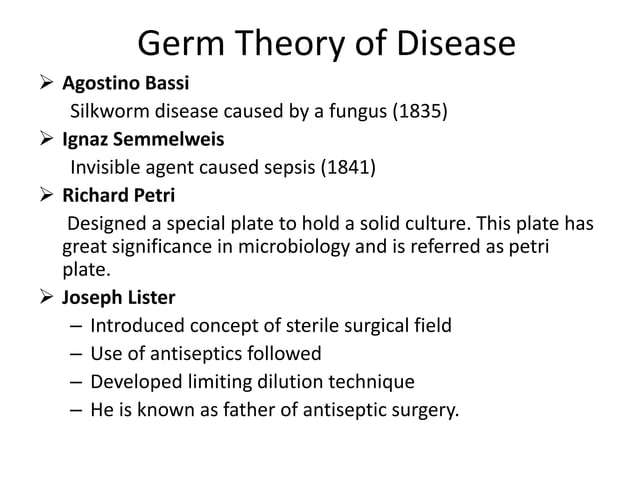 Germ Theory of Disease
➢ Agostino Bassi
Silkworm disease caused by a fungus (1835)
➢ Ignaz Semmelweis
Invisible agent caused sepsis (1841)
➢ Richard Petri
Designed a special plate to hold a solid culture. This plate has
great significance in microbiology and is referred as petri
plate.
➢ Joseph Lister
– Introduced concept of sterile surgical field
– Use of antiseptics followed
– Developed limiting dilution technique
– He is known as father of antiseptic surgery.